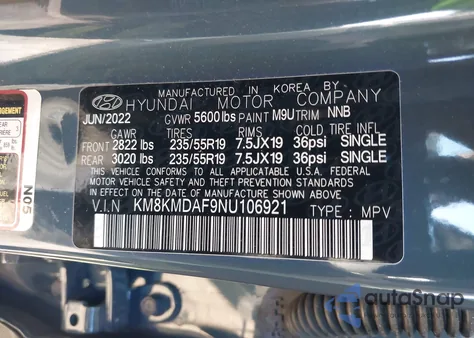 MANUFACTURED IN KOREA BY
HYUNDAI MOTOR COMPANY
JUN/2022 GVWR 5600 lbs PAINT M9U TRIM NNB
GAWR TIRES RIMS COLD TIRE INFL
FRONT 2822 lbs 235/55R19 7.5JX19 36psi SINGLE
REAR 3020 lbs 235/55R19 7.5JX19 36psi SINGLE
THIS VEHICLE CONFORMS TO ALL APPLICABLE U.S.A. FEDERAL
MOTOR VEHICLE SAFETY STANDARDS IN EFFECT ON THE
DATE OF MANUFACTURE SHOWN ABOVE.
V.I.N KM8KMDAF9NU106921 TYPE : MPV
N05
autoSnap